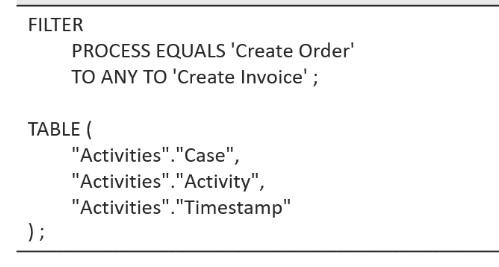 FILTER
PROCESS EQUALS 'Create Order'
TO ANY TO 'Create Invoice' ;
TABLE (
"Activities"."Case",
"Activities"."Activity",
"Activities"."Timestamp"
) ;